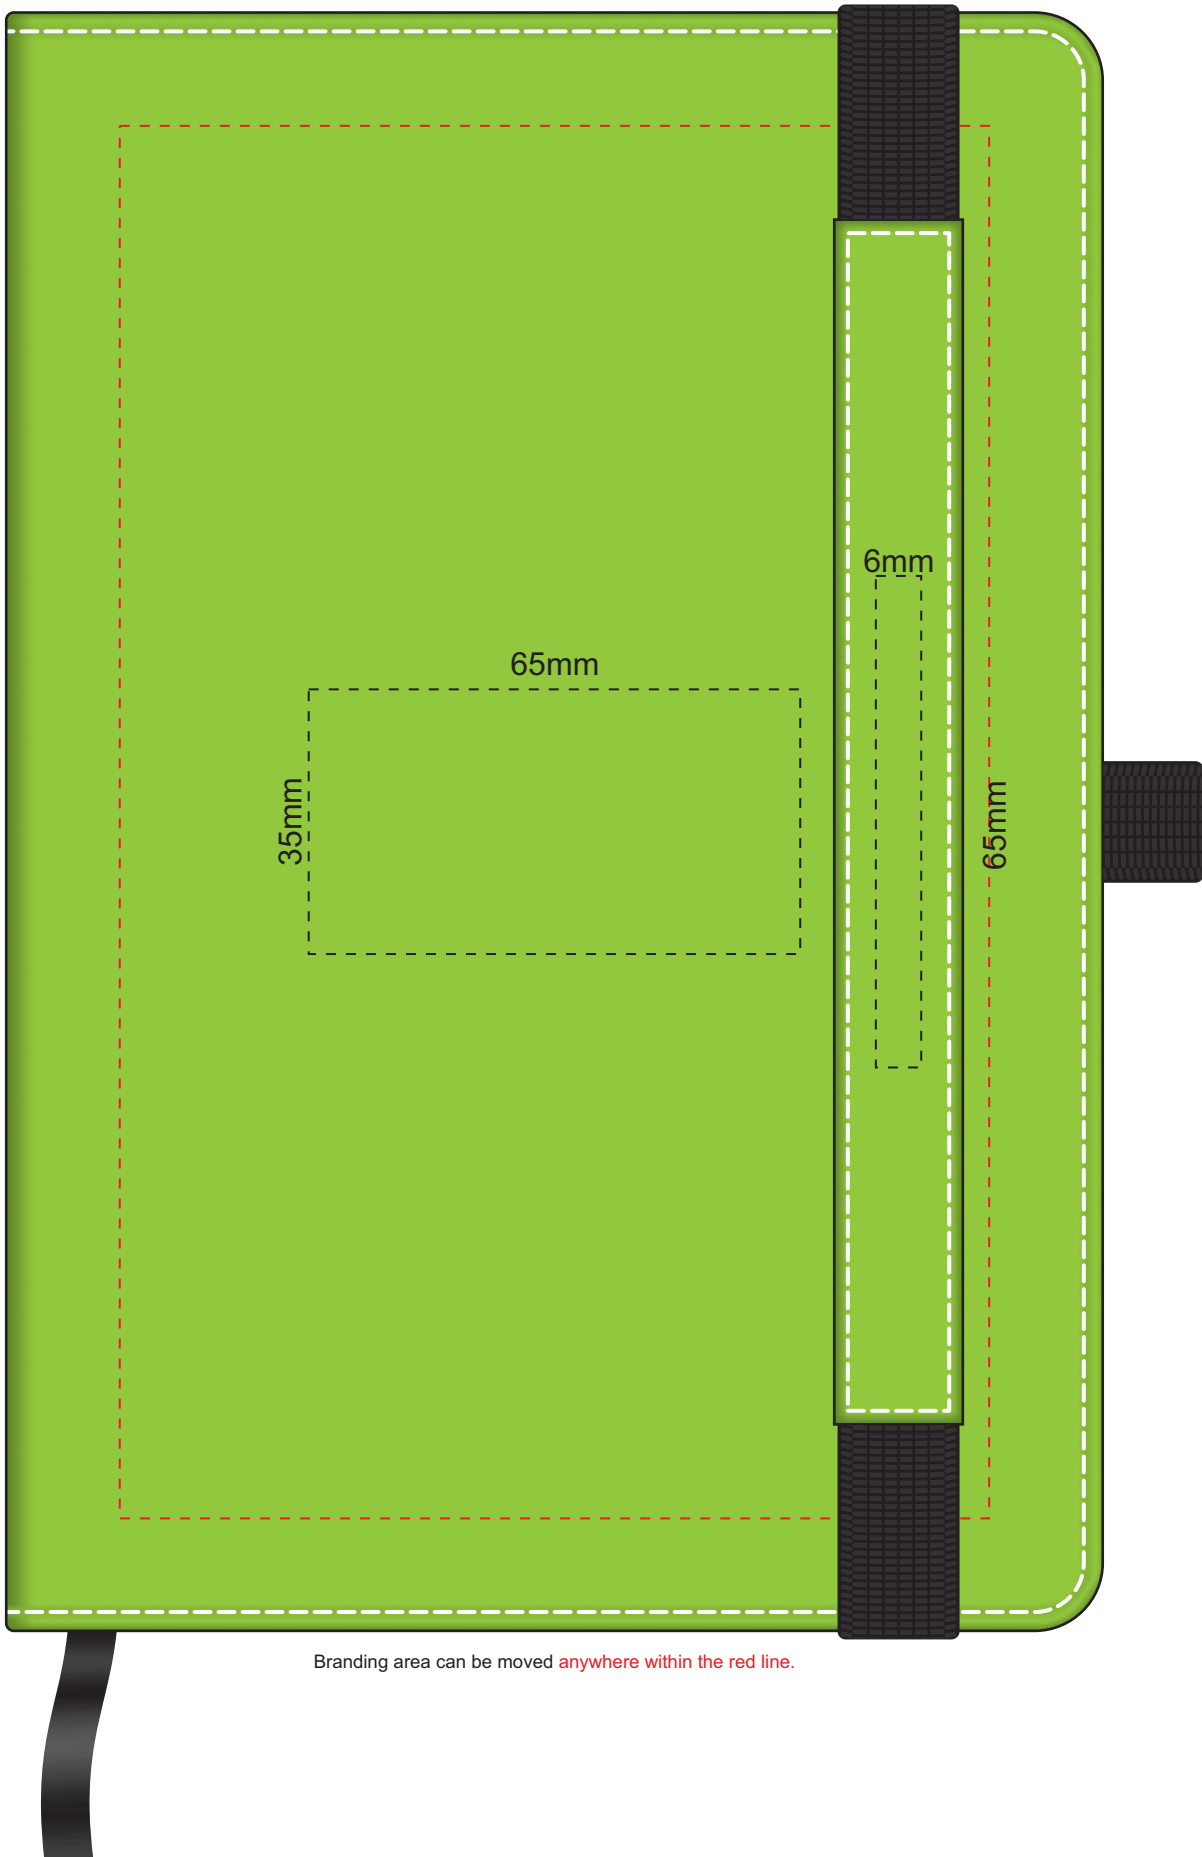 6mm
65mm
35mm
65mm
Branding area can be moved anywhere within the red line.